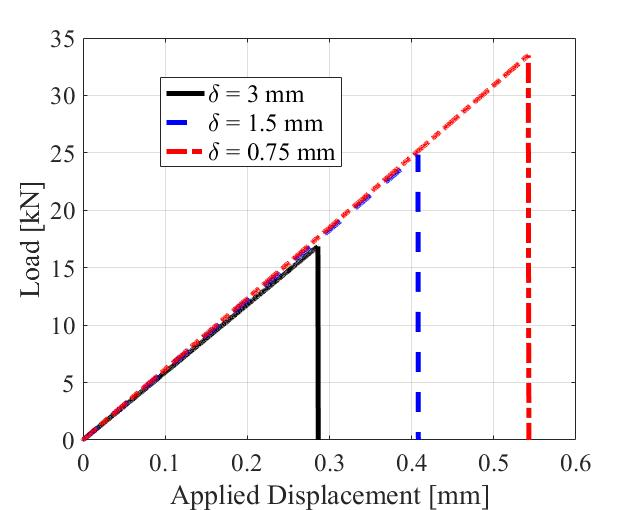 35
30
25
20
15
10
5
0
Load [kN]
δ = 3 mm
δ = 1.5 mm
δ = 0.75 mm
0 0.1 0.2 0.3 0.4 0.5 0.6
Applied Displacement [mm]